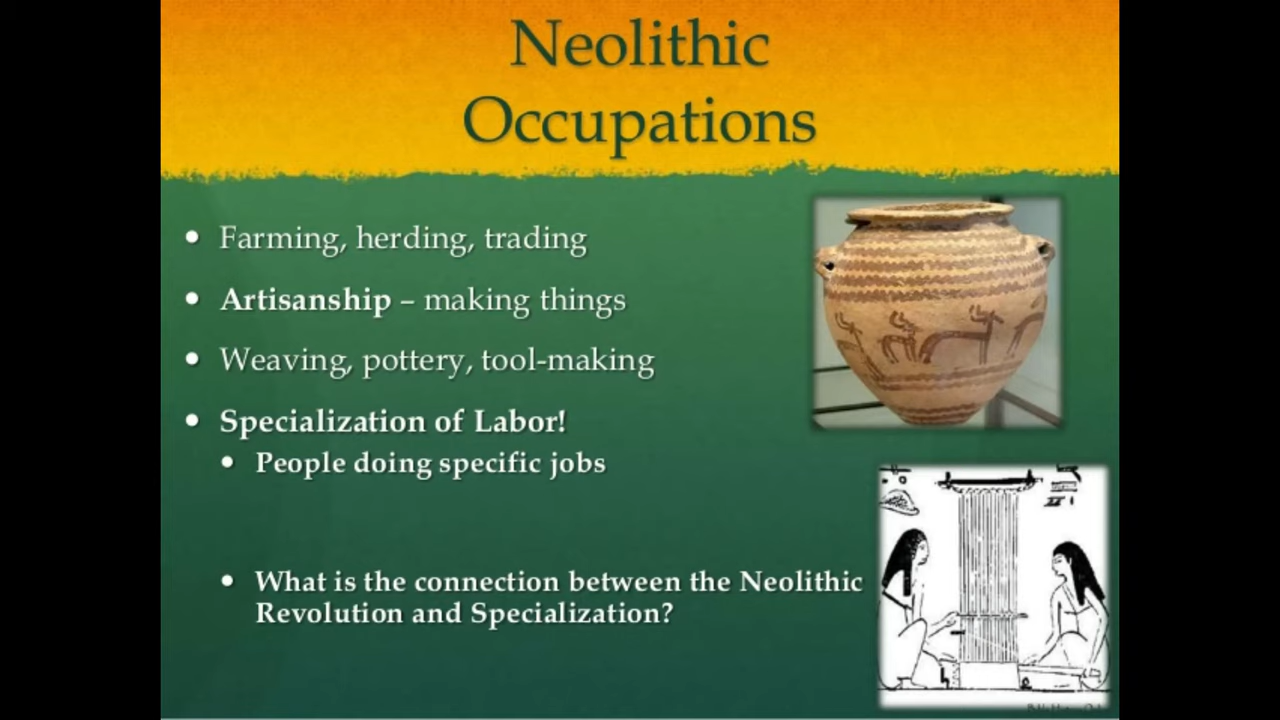 Neolithic
Occupations
• Farming, herding, trading
• Artisanship – making things
• Weaving, pottery, tool-making
• Specialization of Labor!
• People doing specific jobs
• What is the connection between the Neolithic
Revolution and Specialization?